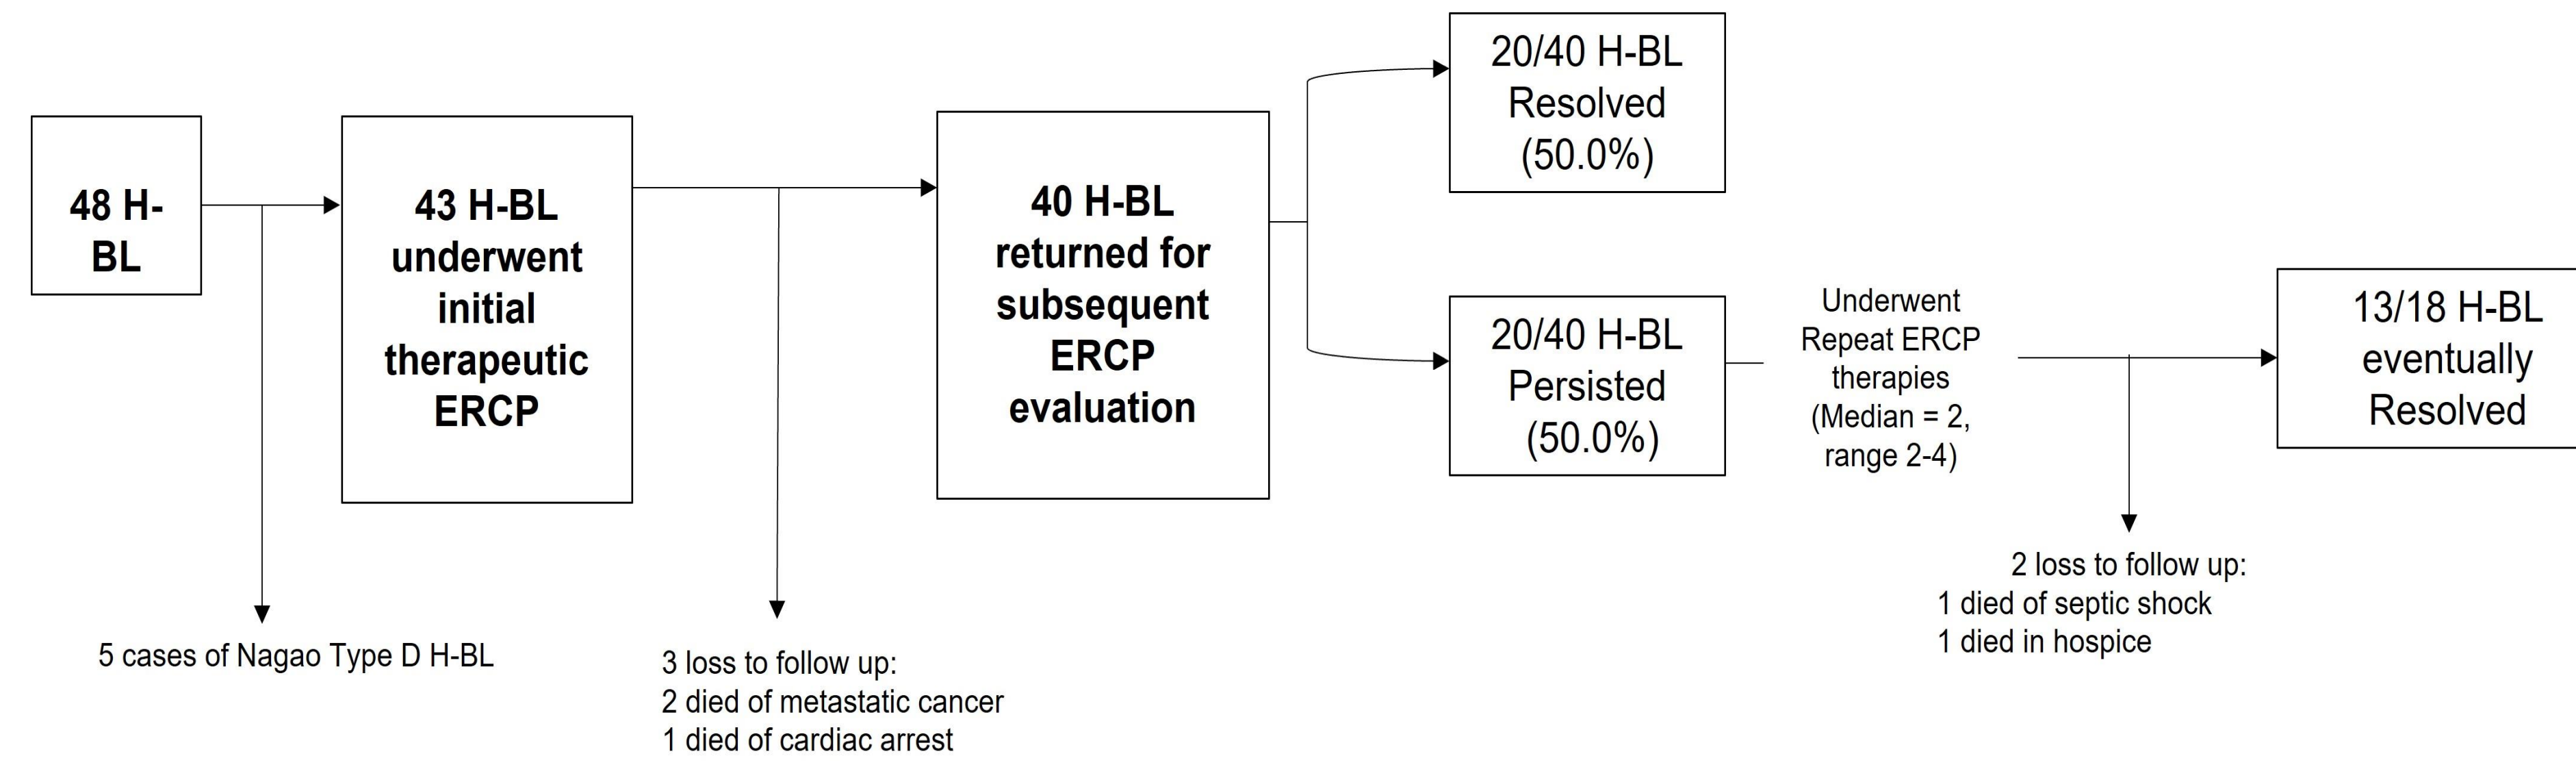 48 H-
BL
43 H-BL
underwent
initial
therapeutic
ERCP
40 H-BL
returned for
subsequent
ERCP
evaluation
20/40 H-BL
Resolved
(50.0%)
20/40 H-BL
Persisted
(50.0%)
Underwent
Repeat ERCP
therapies
(Median = 2,
range 2-4)
13/18 H-BL
eventually
Resolved
5 cases of Nagao Type D H-BL
3 loss to follow up:
2 died of metastatic cancer
1 died of cardiac arrest
2 loss to follow up:
1 died of septic shock
1 died in hospice